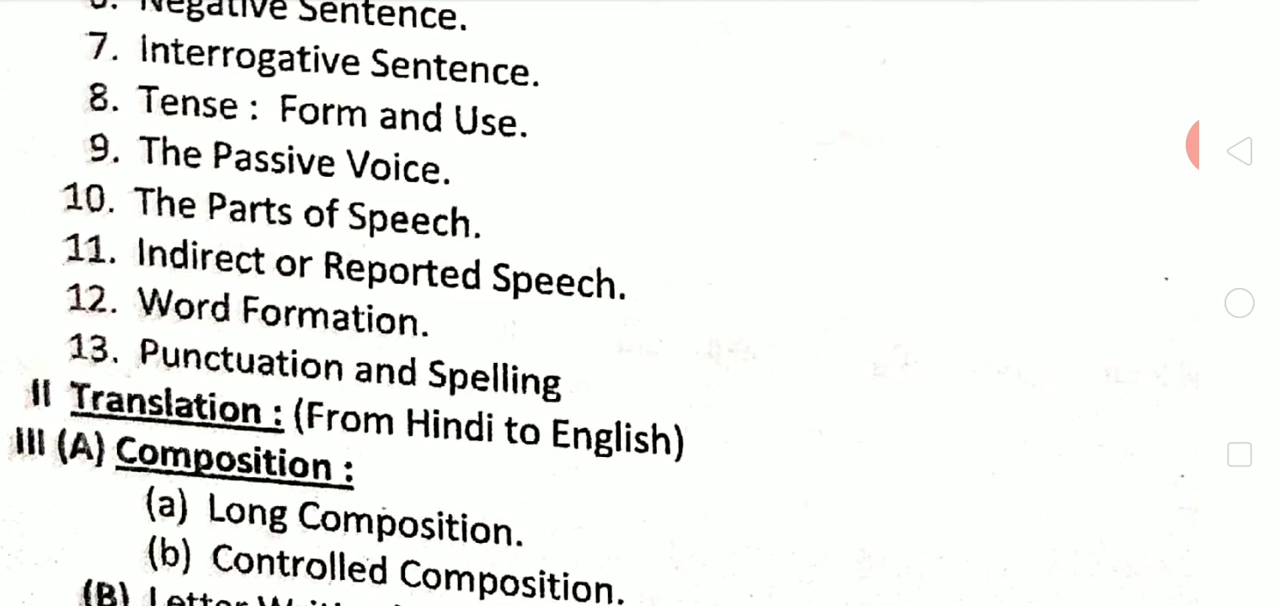 Negative Sentence.
7. Interrogative Sentence.
8. Tense : Form and Use.
9. The Passive Voice.
10. The Parts of Speech.
11. Indirect or Reported Speech.
12. Word Formation.
13. Punctuation and Spelling
II Translation : (From Hindi to English)
III (A) Composition :
(a) Long Composition.
(b) Controlled Composition.
(B) Letter